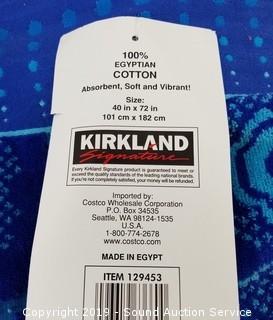 100%
EGYPTIAN
COTTON
Absorbent, Soft and Vibrant!
Size:
40 in x 72 in
101 cm x 182 cm
KIRKLAND
Signature
Every Kirkland Signature product is guaranteed to meet or
exceed the quality standards of the leading national brands.
If you're not completely satisfied, your money will be refunded.
Imported by:
Costco Wholesale Corporation
P.O. Box 34535
Seattle, WA 98124-1535
U.S.A.
1-800-774-2678
www.costco.com
MADE IN EGYPT
ITEM 129453
Copyright 2019 - Sound Auction Service